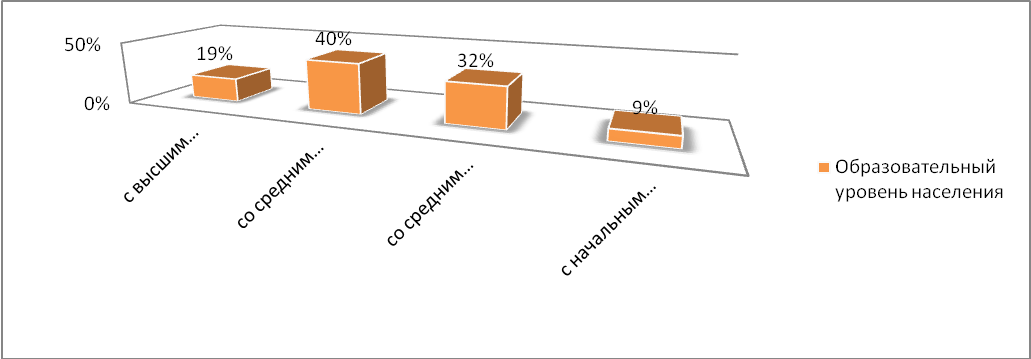 50%
0%
19%
40%
32%
9%
с высшим...
со средним...
со средним...
с начальным...
Образовательный
уровень населения